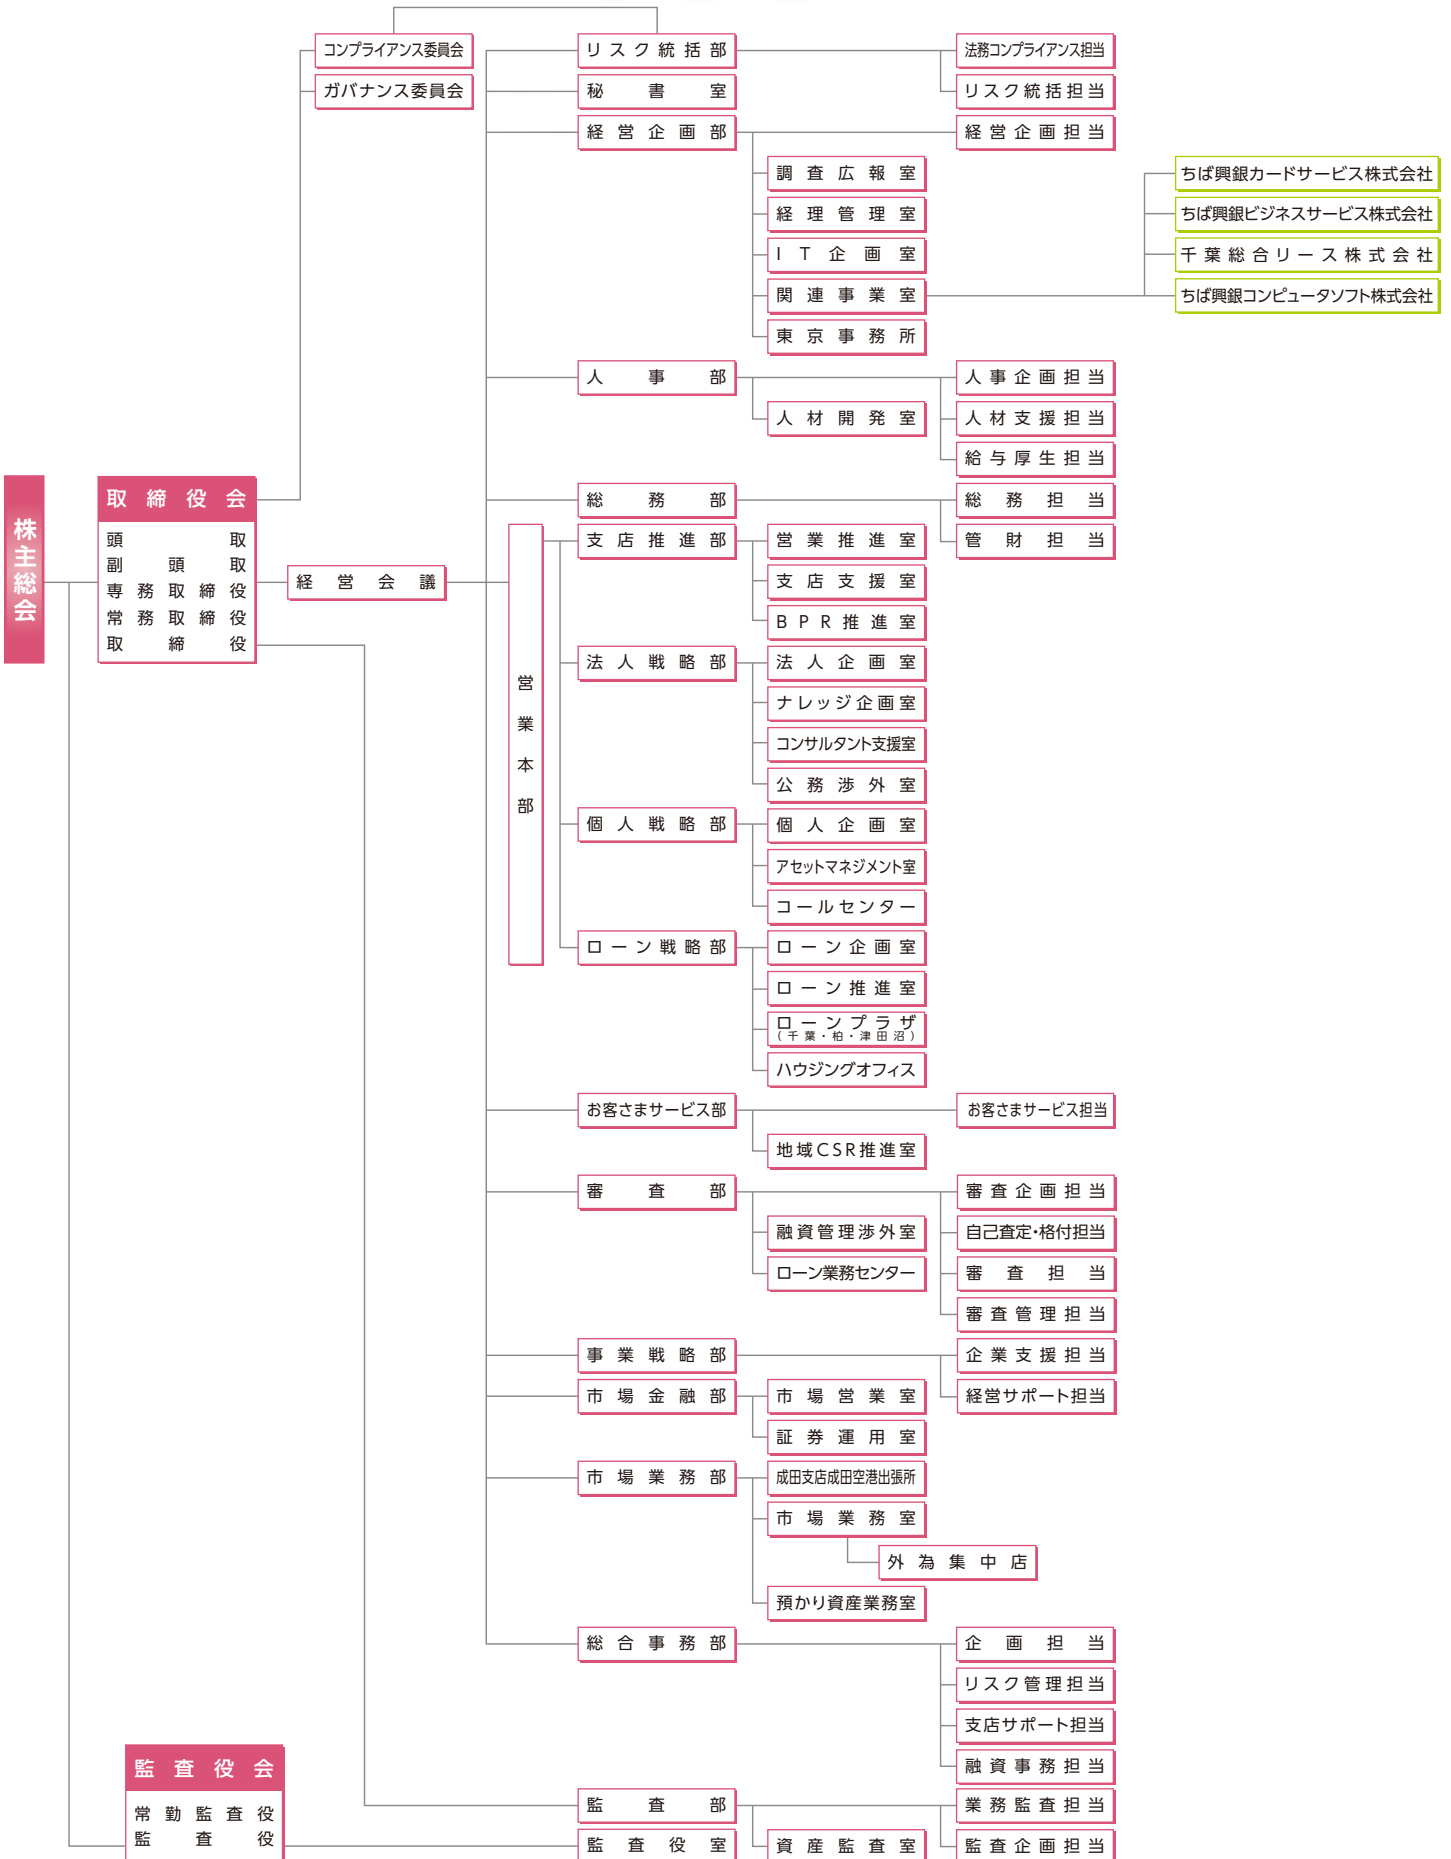 コンプライアンス委員会
ガバナンス委員会
リスク統括部
法務コンプライアンス担当
リスク統括担当
秘書室
経営企画部
経営企画担当
調査広報室
経理管理室
IT企画室
関連事業室
東京事務所
ちば興銀カードサービス株式会社
ちば興銀ビジネスサービス株式会社
千葉総合リース株式会社
ちば興銀コンピュータソフト株式会社
人事部
人材開発室
人事企画担当
人材支援担当
給与厚生担当
株主総会
取締役会
頭取
副頭取
専務取締役
常務取締役
取締役
経営会議
総務部
総務担当
管財担当
営業本部
支店推進部
営業推進室
支店支援室
BPR推進室
法人戦略部
法人企画室
ナレッジ企画室
コンサルタント支援室
公務渉外室
個人戦略部
個人企画室
アセットマネジメント室
コールセンター
ローン戦略部
ローン企画室
ローン推進室
ローンプラザ
(千葉・柏・津田沼)
ハウジングオフィス
お客さまサービス部
お客さまサービス担当
地域CSR推進室
審査部
融資管理渉外室
ローン業務センター
審査企画担当
自己査定・格付担当
審査担当
審査管理担当
事業戦略部
企業支援担当
経営サポート担当
市場金融部
市場営業室
証券運用室
市場業務部
成田支店成田空港出張所
市場業務室
外為集中店
預かり資産業務室
総合事務部
企画担当
リスク管理担当
支店サポート担当
融資事務担当
監査役会
常勤監査役
監査役
監査部
業務監査担当
監査役室
資産監査室
監査企画担当